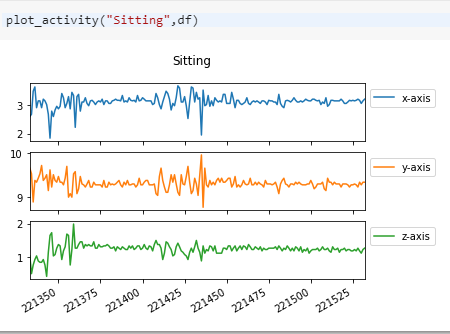 plot_activity("Sitting",df)
Sitting
3
2
x-axis
10
9
y-axis
2
1
z-axis
221350 221375 221400 221425 221450 221475 221500 221525